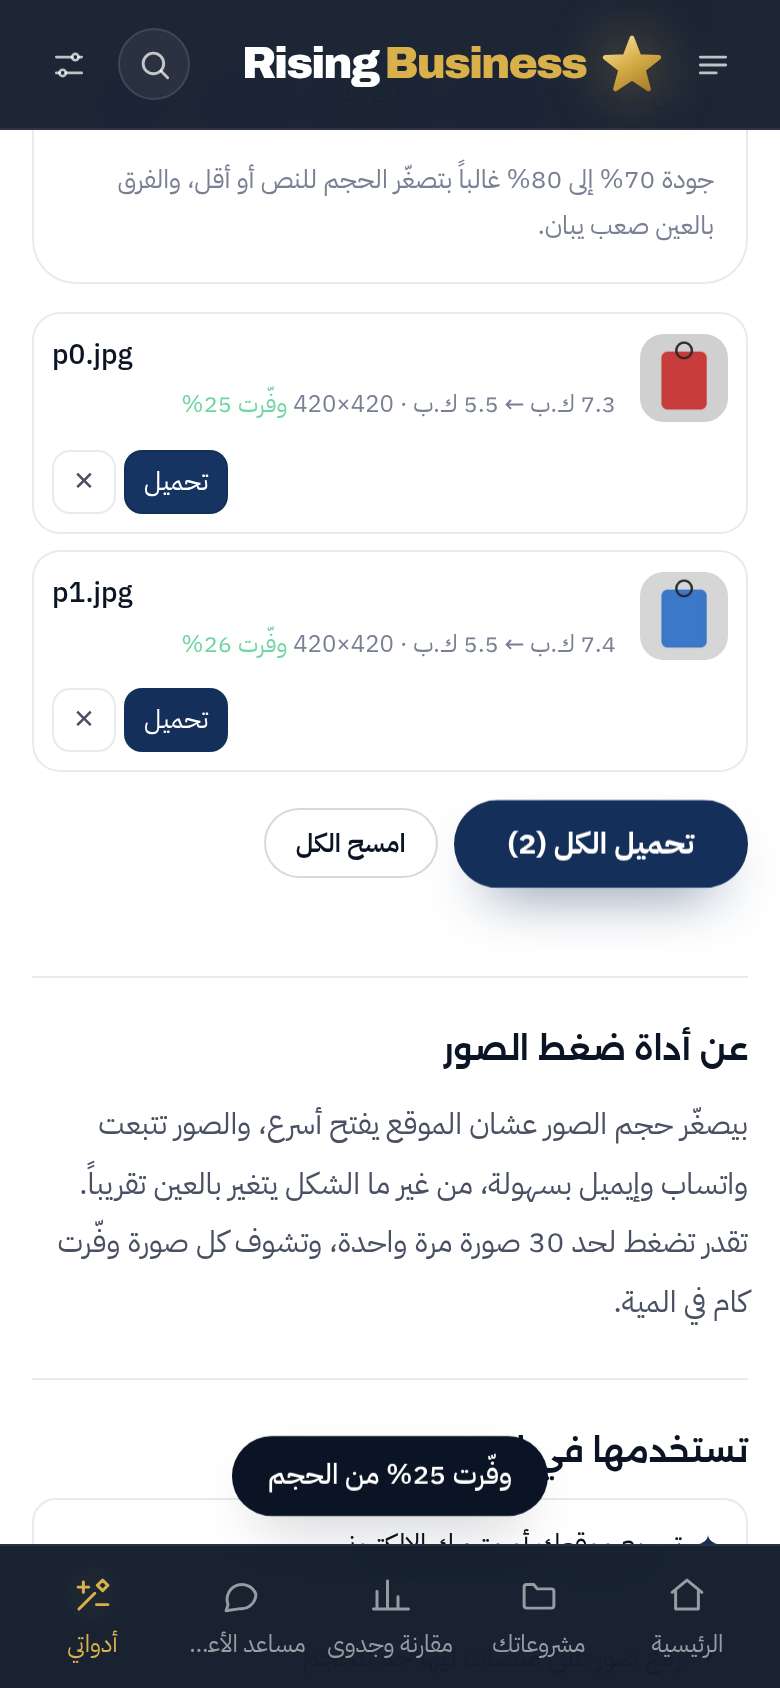 Rising Business
جودة 70% إلى 80% غالباً بتصغّر الحجم للنص أو أقل، والفرق
بالعين صعب يبان.
p0.jpg
7.3 ك.ب ← 5.5 ك.ب · 420×420 وفّرت 25%
تحميل ✕
p1.jpg
7.4 ك.ب ← 5.5 ك.ب · 420×420 وفّرت 26%
تحميل ✕
تحميل الكل (2) امسح الكل
عن أداة ضغط الصور
بيصغّر حجم الصور عشان الموقع يفتح أسرع، والصور تتبعت
واتساب وإيميل بسهولة، من غير ما الشكل يتغير بالعين تقريباً.
تقدر تضغط لحد 30 صورة مرة واحدة، وتشوف كل صورة وفّرت
كام في المية.
تستخدمها في
وفّرت 25% من الحجم
الرئيسية
مشروعاتك
مقارنة وجدوى
مساعد الأعـ...
أدواتي